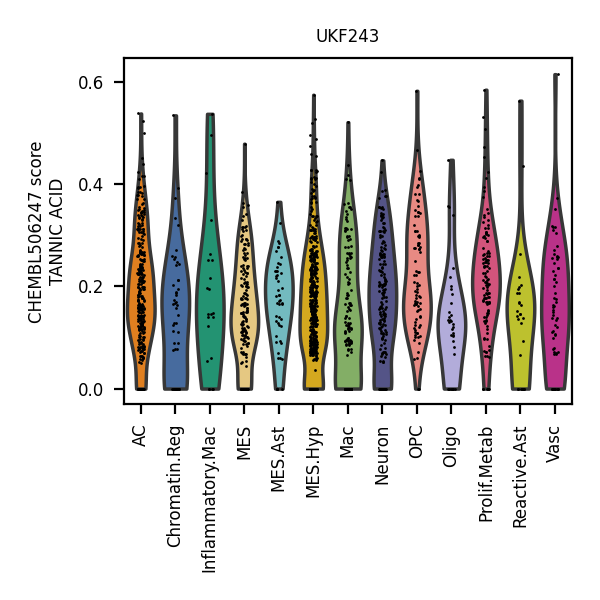 UKF243
CHEMBL506247 score
TANNIC ACID
0.6
0.4
0.2
0.0
AC
Chromatin.Reg
Inflammatory.Mac
MES
MES.Ast
MES.Hyp
Mac
Neuron
OPC
Oligo
Prolif.Metab
Reactive.Ast
Vasc